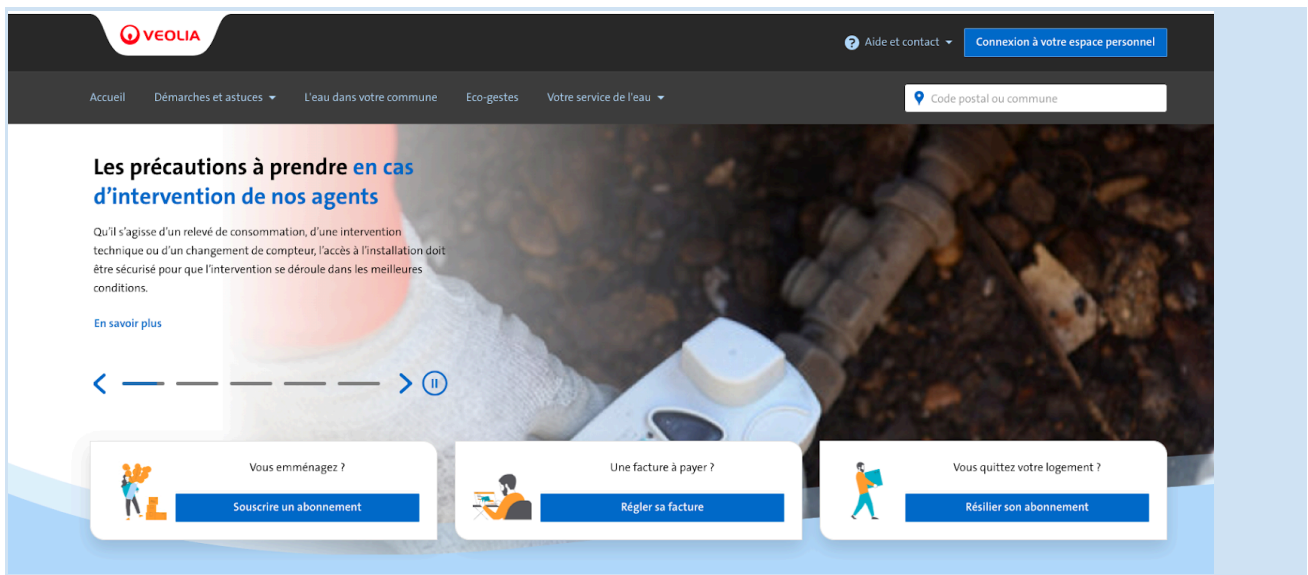 VEOLIA
Aide et contact
Connexion à votre espace personnel
Accueil
Démarches et astuces
L'eau dans votre commune
Eco-gestes
Votre service de l'eau
Code postal ou commune
Les précautions à prendre en cas
d'intervention de nos agents
Qu'il s'agisse d'un relevé de consommation, d'une intervention
technique ou d'un changement de compteur, l'accès à l'installation doit
être sécurisé pour que l'intervention se déroule dans les meilleures
conditions.
En savoir plus
Vous emménagez ?
Souscrire un abonnement
Une facture à payer ?
Régler sa facture
Vous quittez votre logement ?
Résilier son abonnement